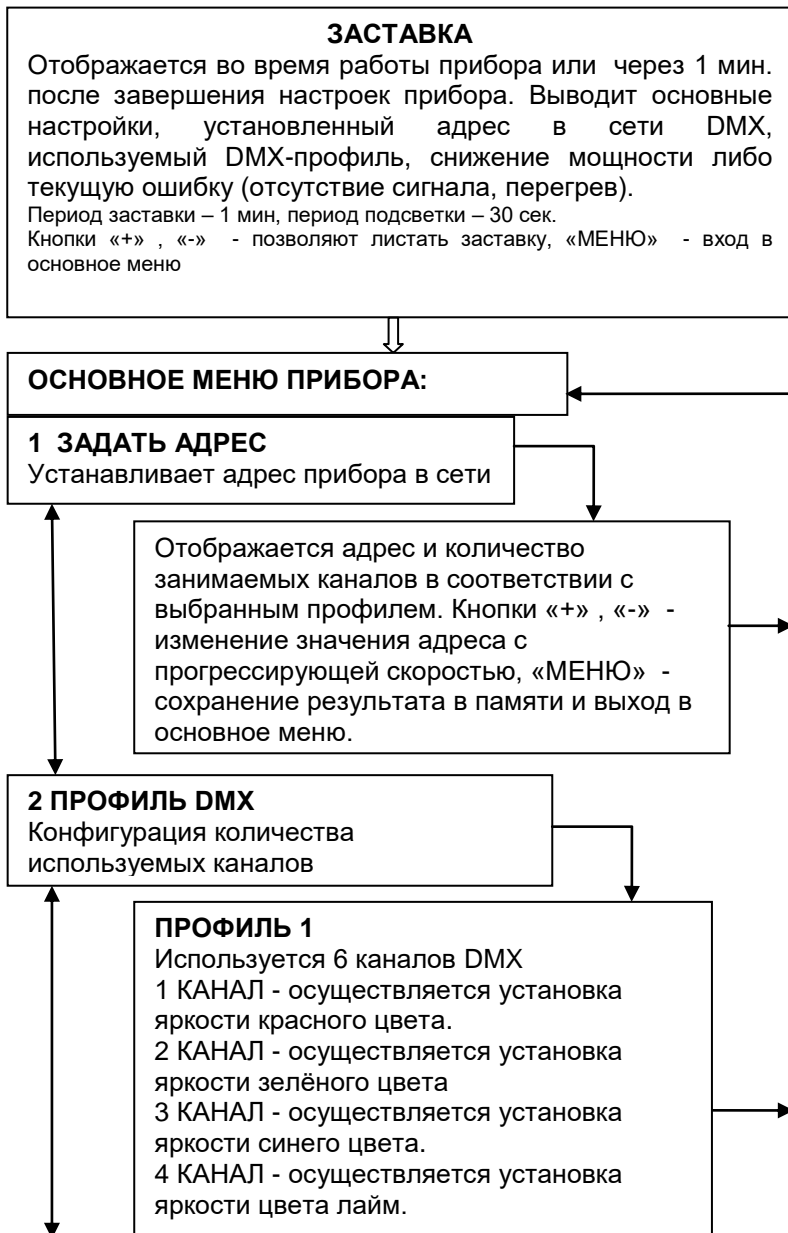 ЗАСТАВКА
Отображается во время работы прибора или через 1 мин.
после завершения настроек прибора. Выводит основные
настройки, установленный адрес в сети DMX,
используемый DMX-профиль, снижение мощности либо
текущую ошибку (отсутствие сигнала, перегрев).
Период заставки – 1 мин, период подсветки – 30 сек.
Кнопки «+» , «-» - позволяют листать заставку, «МЕНЮ» - вход в
основное меню
ОСНОВНОЕ МЕНЮ ПРИБОРА:
1 ЗАДАТЬ АДРЕС
Устанавливает адрес прибора в сети
Отображается адрес и количество
занимаемых каналов в соответствии с
выбранным профилем. Кнопки «+» , «-» -
изменение значения адреса с
прогрессирующей скоростью, «МЕНЮ» -
сохранение результата в памяти и выход в
основное меню.
2 ПРОФИЛЬ DMX
Конфигурация количества
используемых каналов
ПРОФИЛЬ 1
Используется 6 каналов DMX
1 КАНАЛ - осуществляется установка
яркости красного цвета.
2 КАНАЛ - осуществляется установка
яркости зелёного цвета
3 КАНАЛ - осуществляется установка
яркости синего цвета.
4 КАНАЛ - осуществляется установка
яркости цвета лайм.